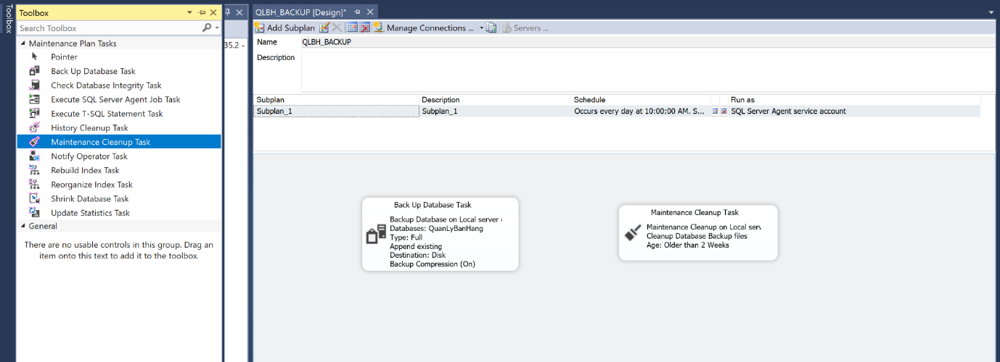 Toolbox
Toolbox
Search Toolbox
Maintenance Plan Tasks
Pointer
Back Up Database Task
Check Database Integrity Task
Execute SQL Server Agent Job Task
Execute T-SQL Statement Task
History Cleanup Task
Maintenance Cleanup Task
Notify Operator Task
Rebuild Index Task
Reorganize Index Task
Shrink Database Task
Update Statistics Task
General
There are no usable controls in this group. Drag an
item onto this text to add it to the toolbox.
35.2 -
QLBH_BACKUP [Design]*
Add Subplan
Manage Connections ...
Servers ...
Name
QLBH_BACKUP
Description
Subplan Description Schedule Run as
Subplan_1 Subplan_1 Occurs every day at 10:00:00 AM. S... SQL Server Agent service account
Back Up Database Task
Backup Database on Local server
Databases: QuanLyBanHang
Type: Full
Append existing
Destination: Disk
Backup Compression (On)
Maintenance Cleanup Task
Maintenance Cleanup on Local serv
Cleanup Database Backup files
Age: Older than 2 Weeks